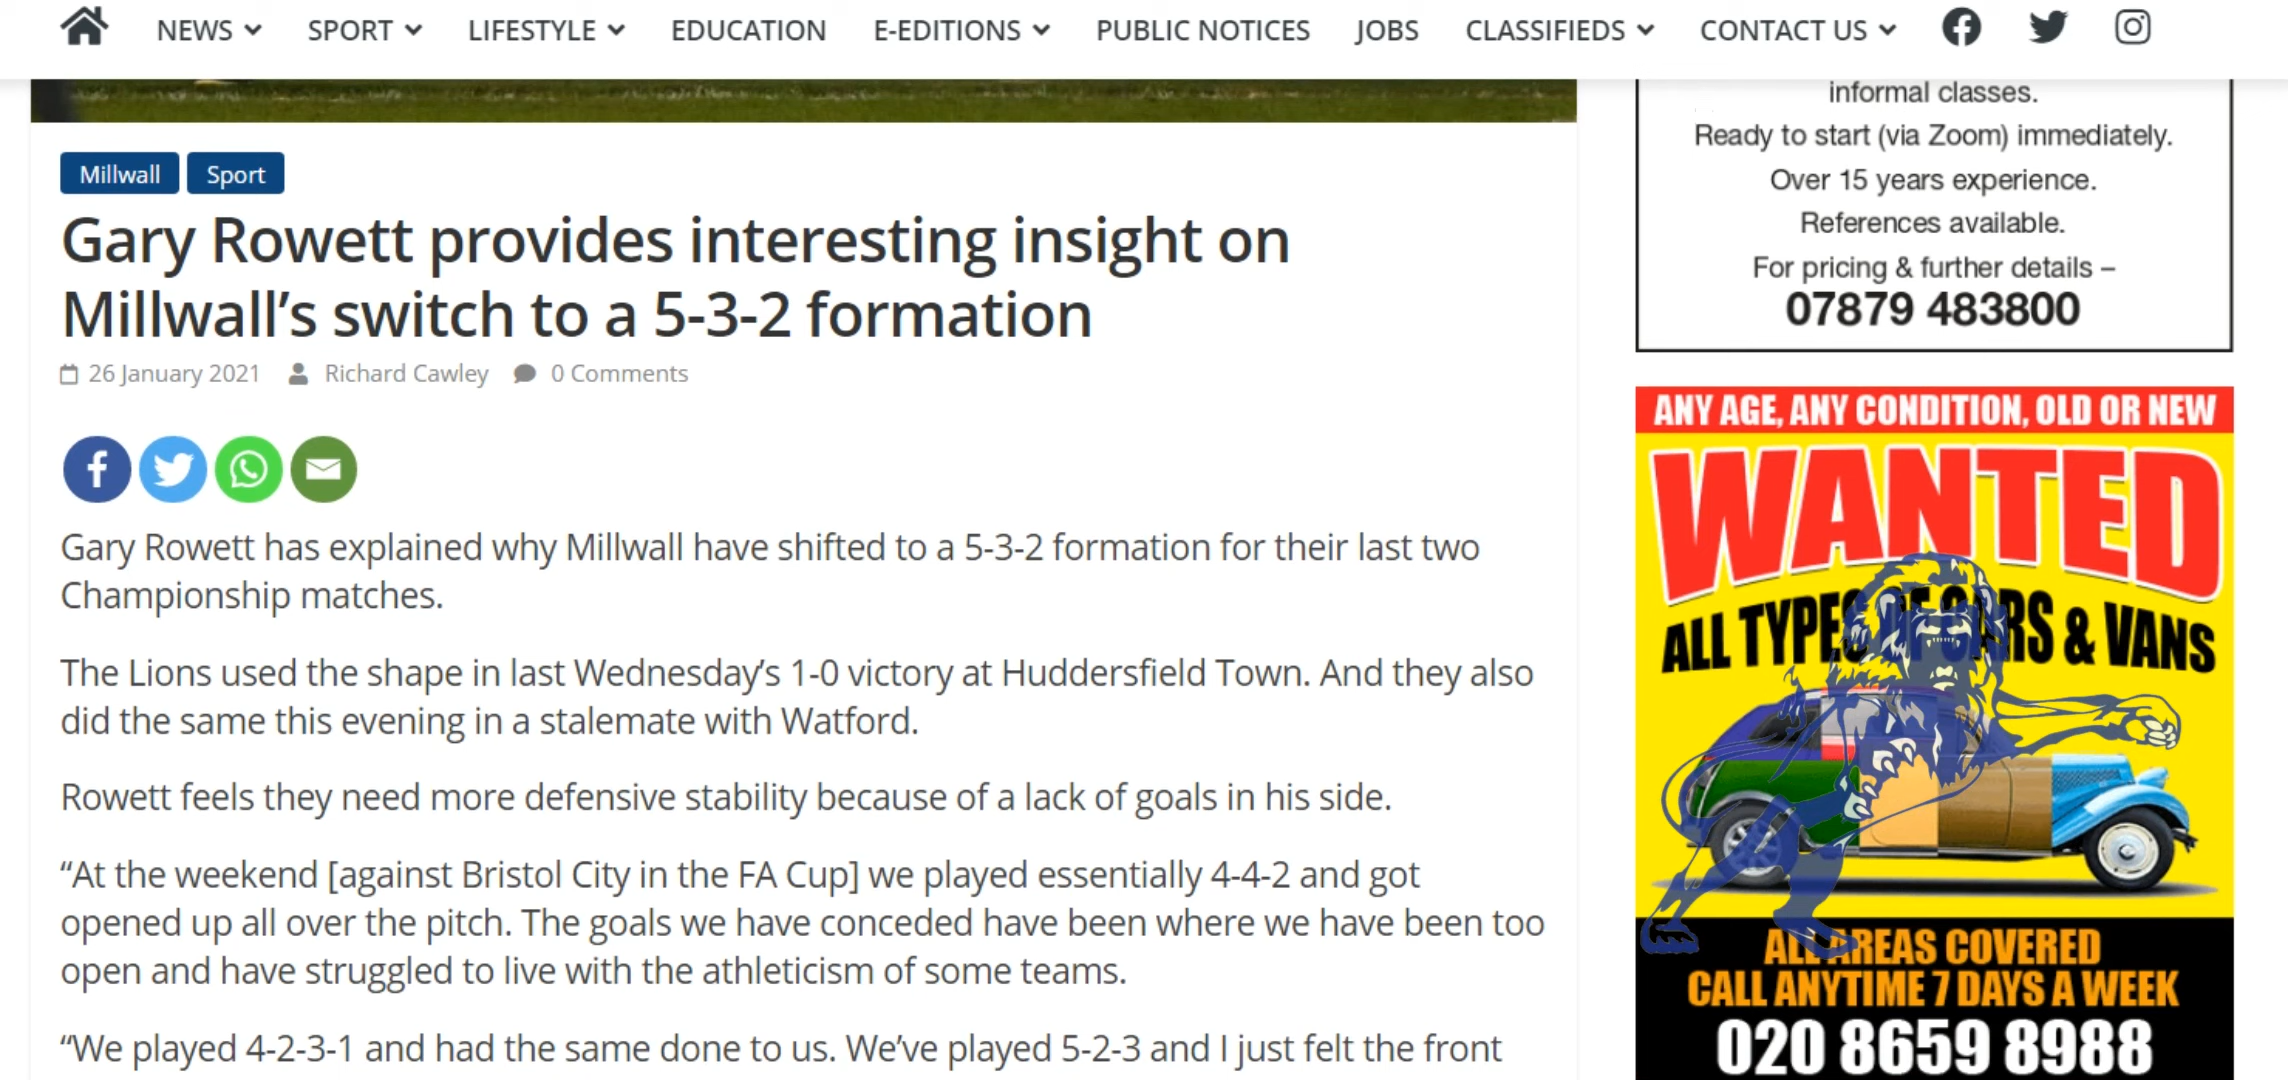 NEWS SPORT LIFESTYLE EDUCATION E-EDITIONS PUBLIC NOTICES JOBS CLASSIFIEDS CONTACT US
Millwall Sport
Gary Rowett provides interesting insight on
Millwall’s switch to a 5-3-2 formation
26 January 2021 Richard Cawley 0 Comments
Gary Rowett has explained why Millwall have shifted to a 5-3-2 formation for their last two
Championship matches.
The Lions used the shape in last Wednesday’s 1-0 victory at Huddersfield Town. And they also
did the same this evening in a stalemate with Watford.
Rowett feels they need more defensive stability because of a lack of goals in his side.
“At the weekend [against Bristol City in the FA Cup] we played essentially 4-4-2 and got
opened up all over the pitch. The goals we have conceded have been where we have been too
open and have struggled to live with the athleticism of some teams.
“We played 4-2-3-1 and had the same done to us. We’ve played 5-2-3 and I just felt the front
informal classes.
Ready to start (via Zoom) immediately.
Over 15 years experience.
References available.
For pricing & further details –
07879 483800
ANY AGE, ANY CONDITION, OLD OR NEW
WANTED
ALL TYPES OF CARS & VANS
ALL AREAS COVERED
CALL ANYTIME 7 DAYS A WEEK
020 8659 8988